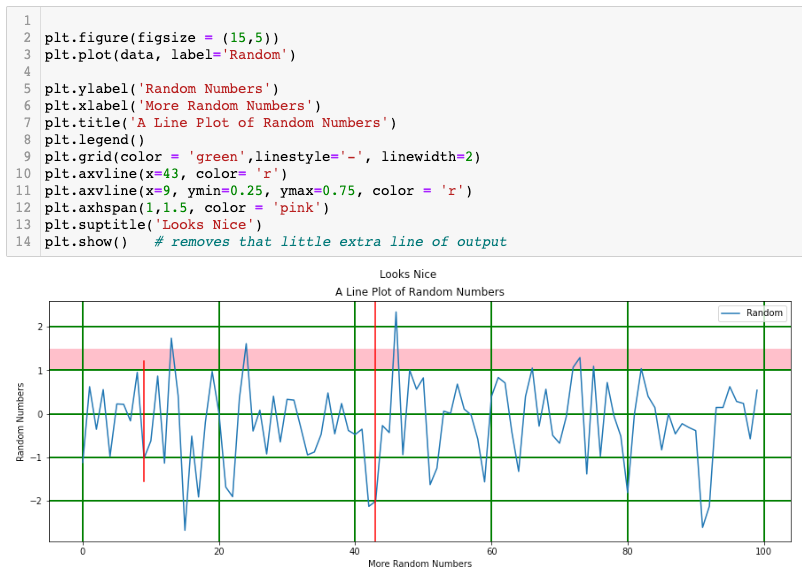 1
2 plt.figure(figsize = (15,5))
3 plt.plot(data, label='Random')
4
5 plt.ylabel('Random Numbers')
6 plt.xlabel('More Random Numbers')
7 plt.title('A Line Plot of Random Numbers')
8 plt.legend()
9 plt.grid(color = 'green',linestyle='-', linewidth=2)
10 plt.axvline(x=43, color= 'r')
11 plt.axvline(x=9, ymin=0.25, ymax=0.75, color = 'r')
12 plt.axhspan(1,1.5, color = 'pink')
13 plt.suptitle('Looks Nice')
14 plt.show()   # removes that little extra line of output
Looks Nice
A Line Plot of Random Numbers
Random
2
1
0
−1
−2
Random Numbers
0 20 40 60 80 100
More Random Numbers